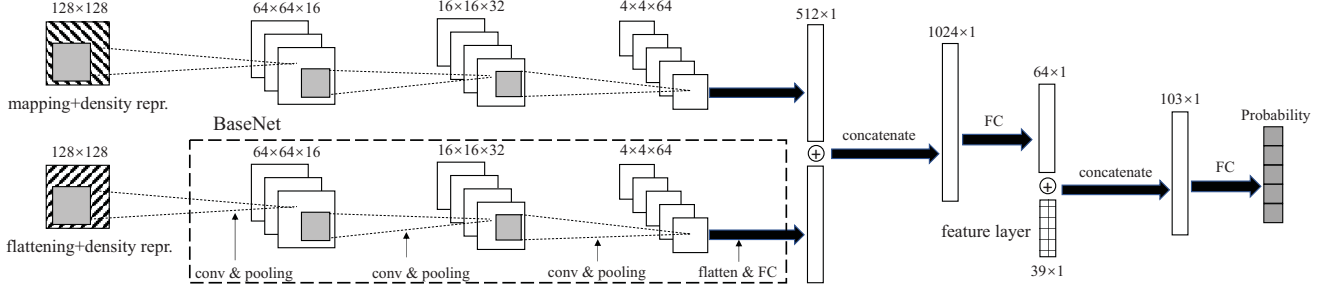 128×128
64×64×16
16×16×32
4×4×64
512×1
1024×1
64×1
103×1
Probability
mapping+density repr.
concatenate
FC
concatenate
FC
BaseNet
128×128
64×64×16
16×16×32
4×4×64
flattening+density repr.
feature layer
39×1
conv & pooling
conv & pooling
conv & pooling
flatten & FC